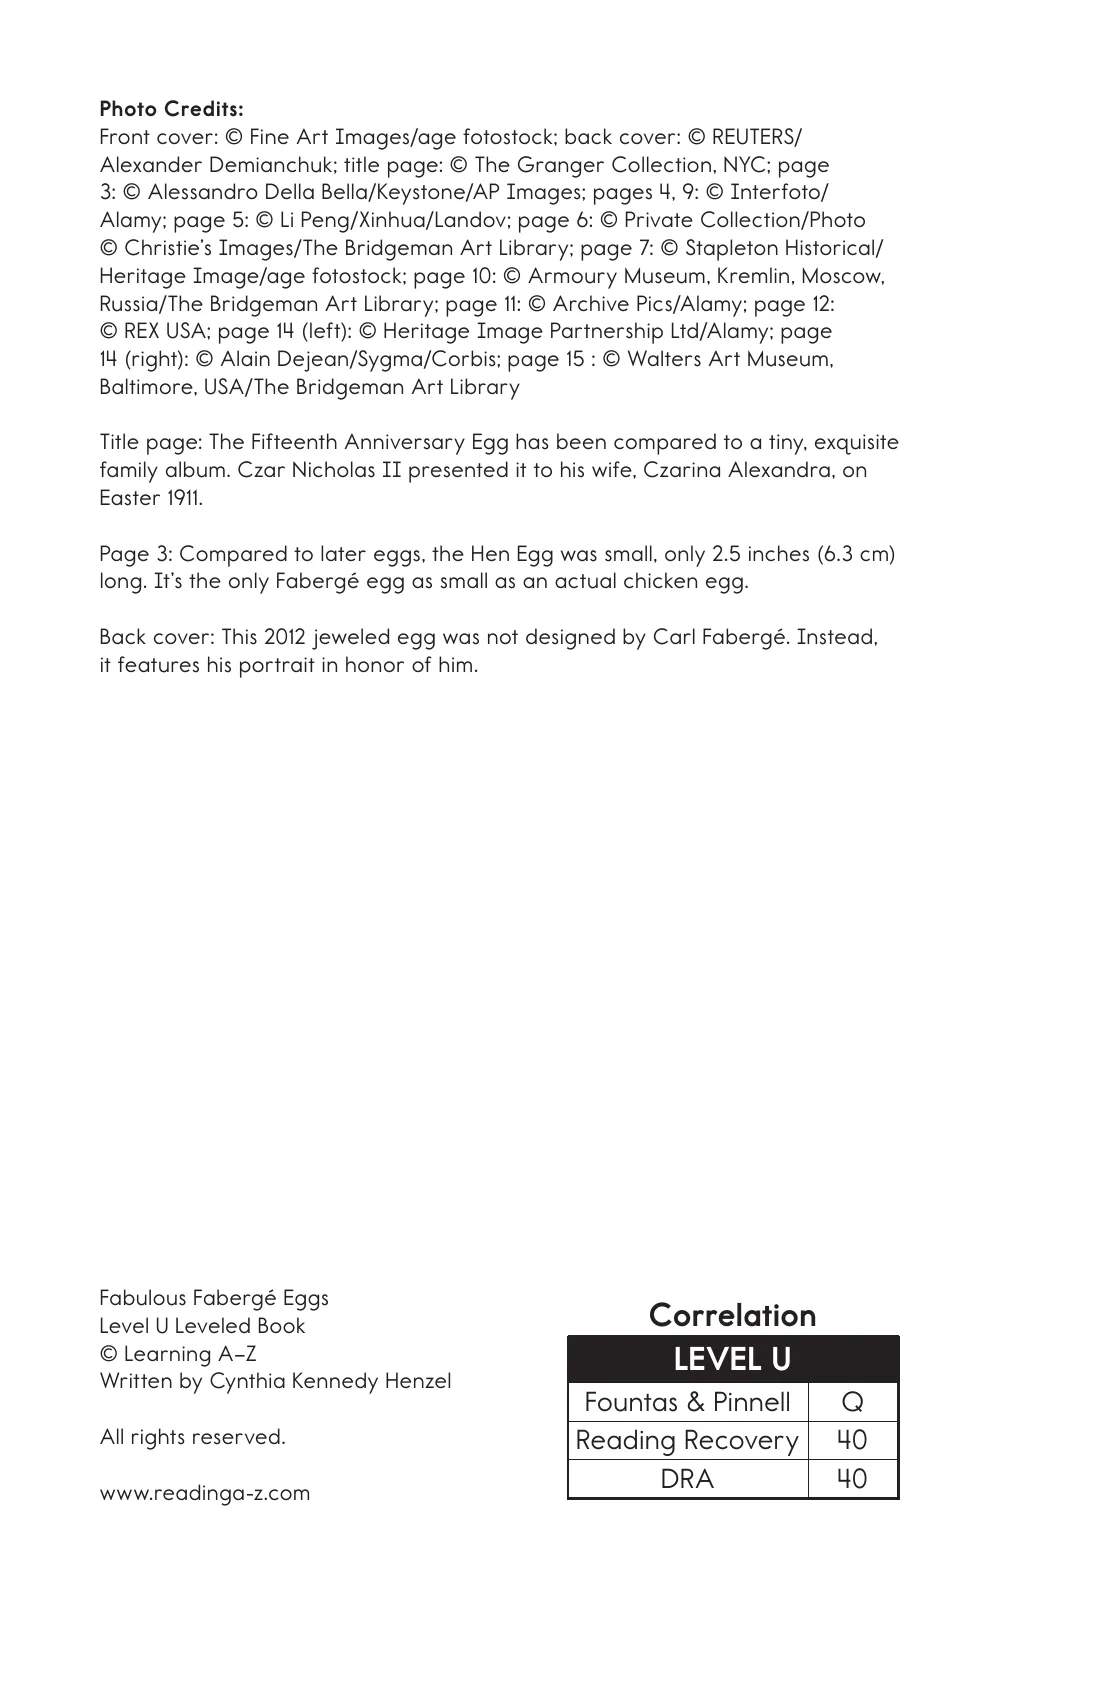 Photo Credits:
Front cover: © Fine Art Images/age fotostock; back cover: © REUTERS/
Alexander Demianchuk; title page: © The Granger Collection, NYC; page
3: © Alessandro Della Bella/Keystone/AP Images; pages 4, 9: © Interfoto/
Alamy; page 5: © Li Peng/Xinhua/Landov; page 6: © Private Collection/Photo
© Christie’s Images/The Bridgeman Art Library; page 7: © Stapleton Historical/
Heritage Image/age fotostock; page 10: © Armoury Museum, Kremlin, Moscow,
Russia/The Bridgeman Art Library; page 11: © Archive Pics/Alamy; page 12:
© REX USA; page 14 (left): © Heritage Image Partnership Ltd/Alamy; page
14 (right): © Alain Dejean/Sygma/Corbis; page 15 : © Walters Art Museum,
Baltimore, USA/The Bridgeman Art Library
Title page: The Fifteenth Anniversary Egg has been compared to a tiny, exquisite
family album. Czar Nicholas II presented it to his wife, Czarina Alexandra, on
Easter 1911.
Page 3: Compared to later eggs, the Hen Egg was small, only 2.5 inches (6.3 cm)
long. It’s the only Fabergé egg as small as an actual chicken egg.
Back cover: This 2012 jeweled egg was not designed by Carl Fabergé. Instead,
it features his portrait in honor of him.
Fabulous Fabergé Eggs
Level U Leveled Book
© Learning A–Z
Written by Cynthia Kennedy Henzel
All rights reserved.
www.readinga-z.com
Correlation
LEVEL U
Fountas & Pinnell Q
Reading Recovery 40
DRA 40